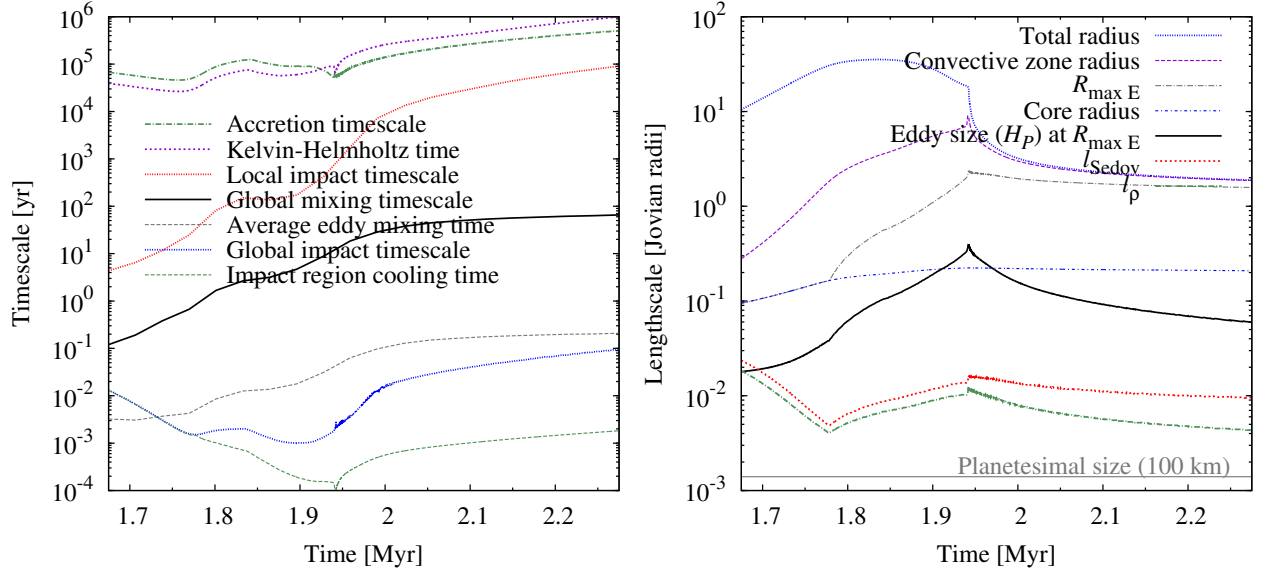 Timescale [yr]
10^6
10^5
10^4
10^3
10^2
10^1
10^0
10^-1
10^-2
10^-3
10^-4
Accretion timescale
Kelvin-Helmholtz time
Local impact timescale
Global mixing timescale
Average eddy mixing time
Global impact timescale
Impact region cooling time
1.7 1.8 1.9 2 2.1 2.2
Time [Myr]
Lengthscale [Jovian radii]
10^2
10^1
10^0
10^-1
10^-2
10^-3
Total radius
Convective zone radius
R_max E
Core radius
Eddy size (H_P) at R_max E
l_Sedov
l_ρ
Planetesimal size (100 km)
1.7 1.8 1.9 2 2.1 2.2
Time [Myr]